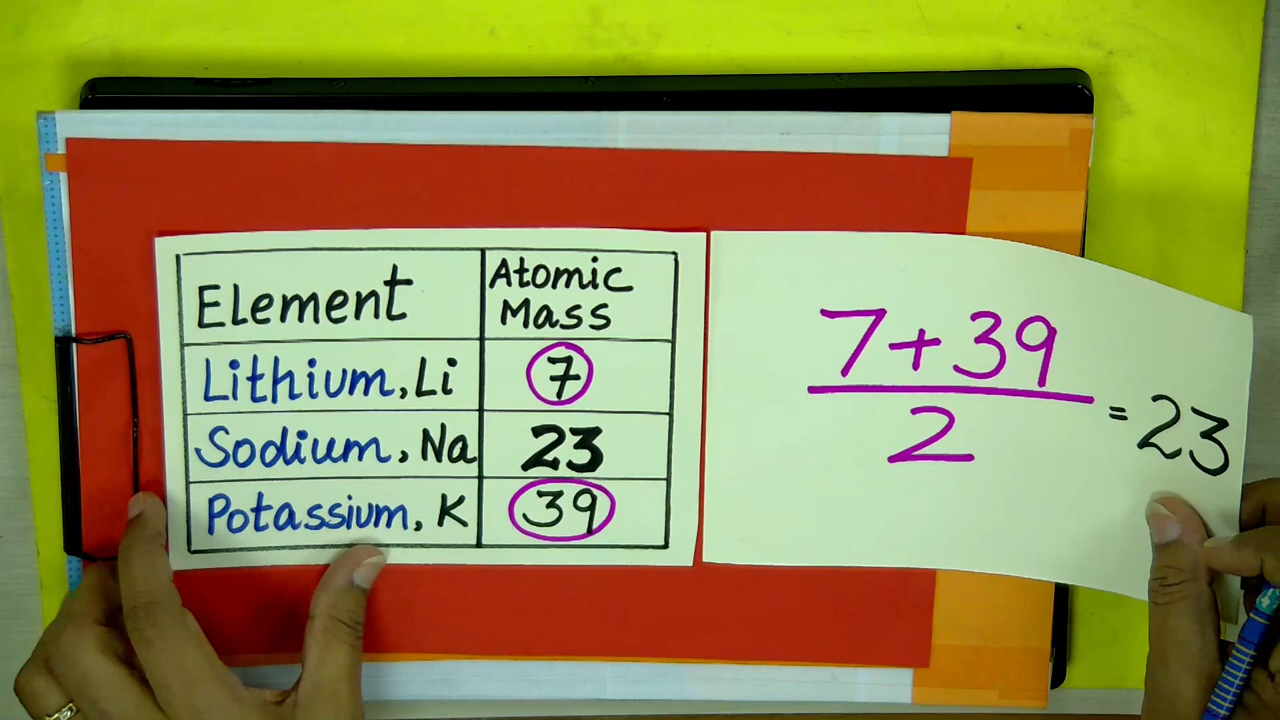 Element Atomic Mass
Lithium, Li 7
Sodium, Na 23
Potassium, K 39
7+39
2
= 23